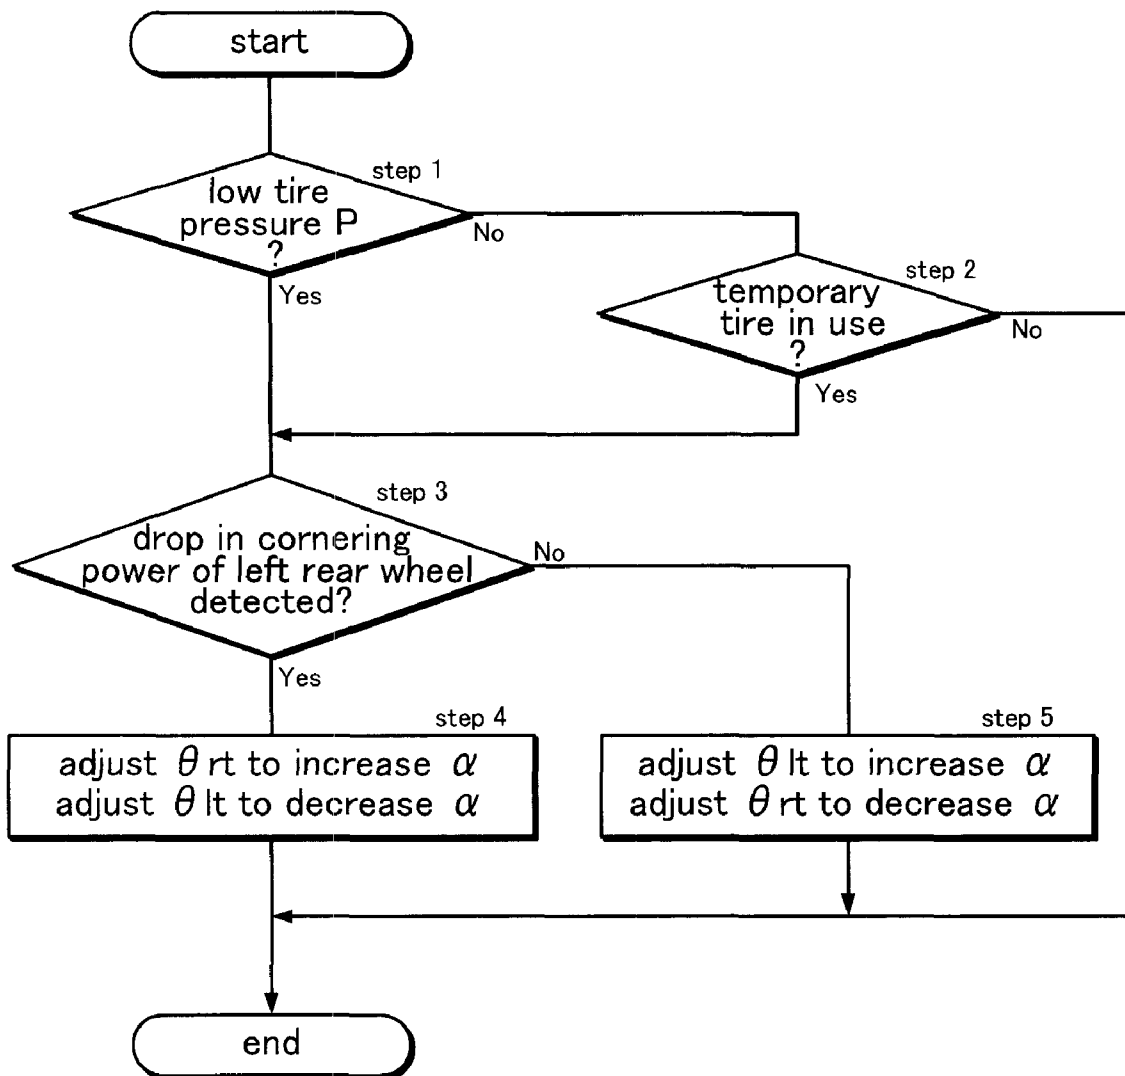 start
step 1
low tire
pressure P
?
No
Yes
step 2
temporary
tire in use
?
No
Yes
step 3
drop in cornering
power of left rear wheel
detected?
No
Yes
step 4
adjust θ rt to increase α
adjust θ lt to decrease α
step 5
adjust θ lt to increase α
adjust θ rt to decrease α
end